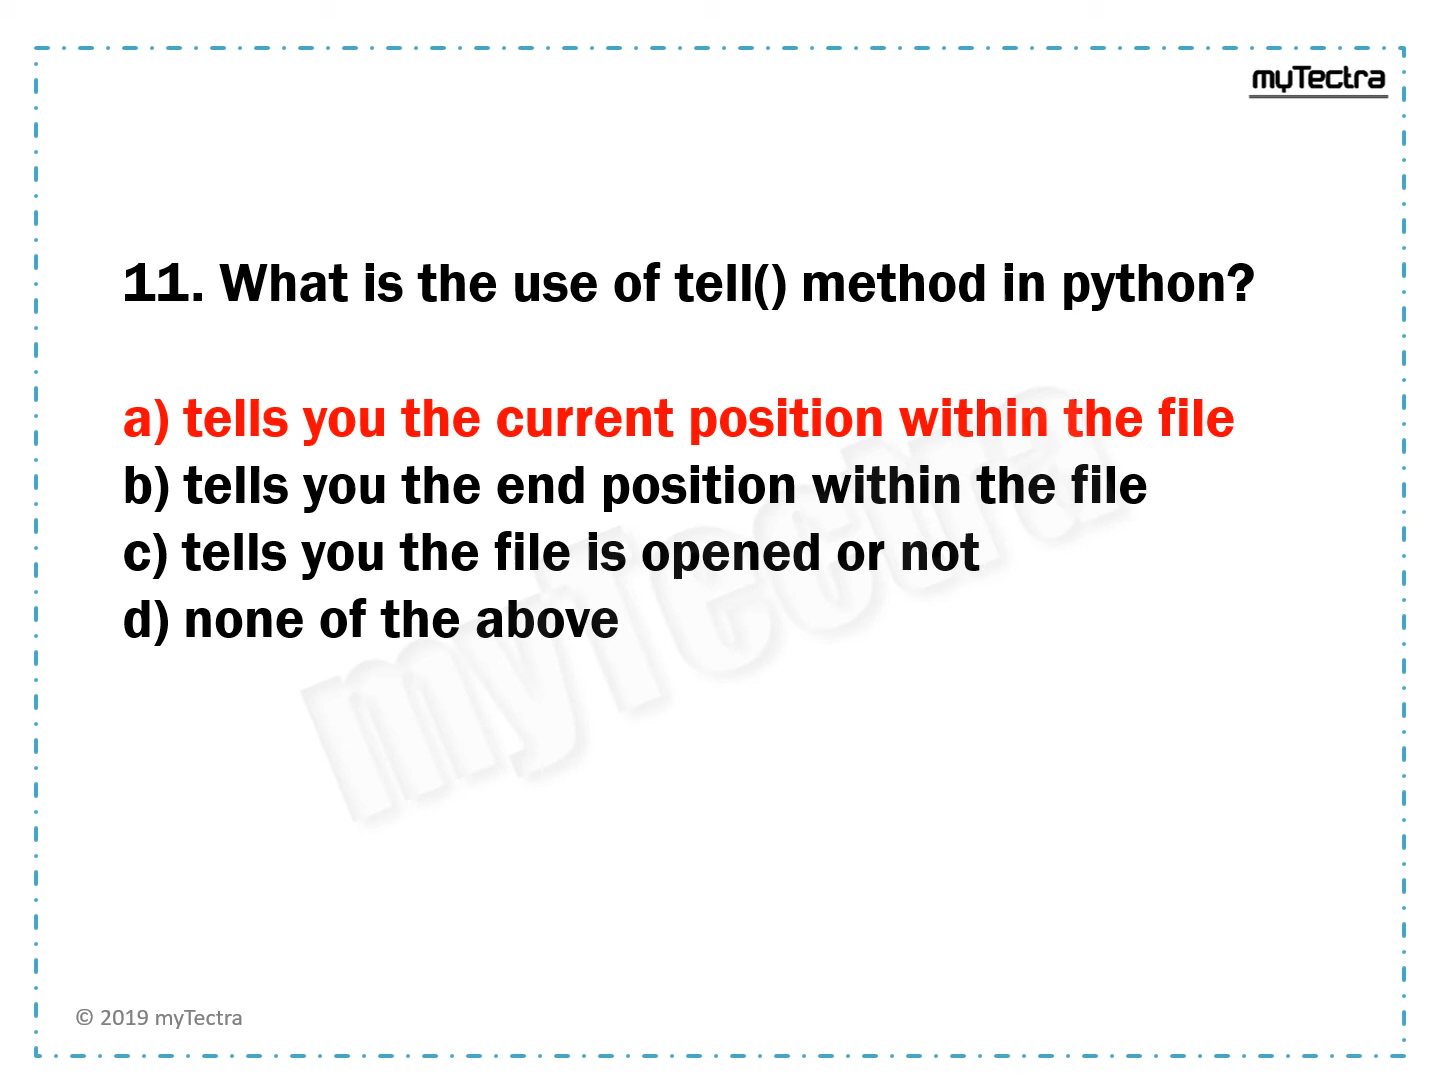 myTectra
11. What is the use of tell() method in python?
a) tells you the current position within the file
b) tells you the end position within the file
c) tells you the file is opened or not
d) none of the above
myTectra
© 2019 myTectra